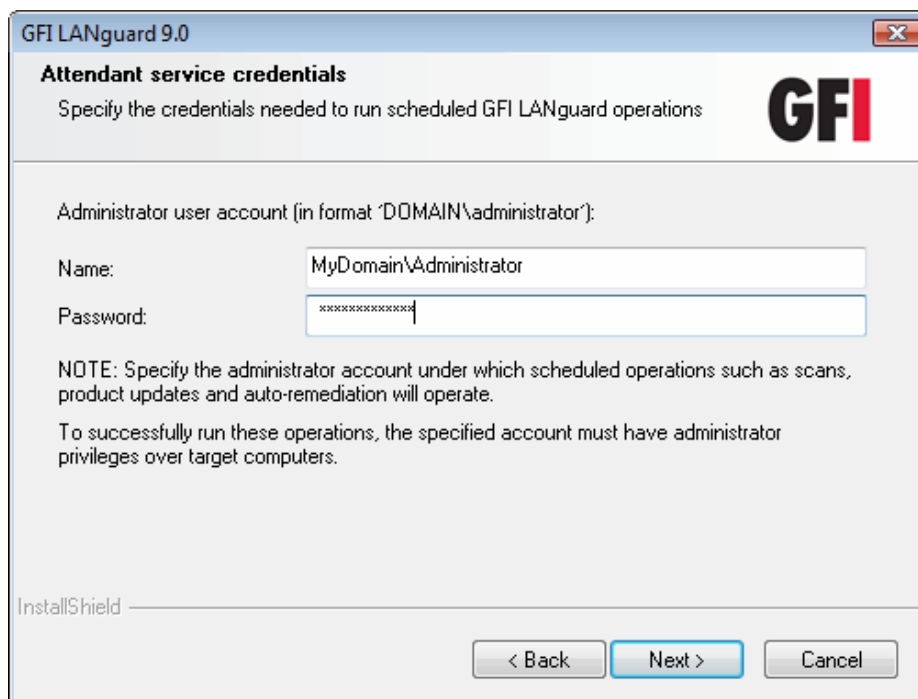 GFI LANguard 9.0
Attendant service credentials
Specify the credentials needed to run scheduled GFI LANguard operations
GFI
Administrator user account (in format 'DOMAIN\administrator'):
Name:
MyDomain\Administrator
Password:
×××××××××××××
NOTE: Specify the administrator account under which scheduled operations such as scans,
product updates and auto-remediation will operate.
To successfully run these operations, the specified account must have administrator
privileges over target computers.
InstallShield
< Back
Next >
Cancel